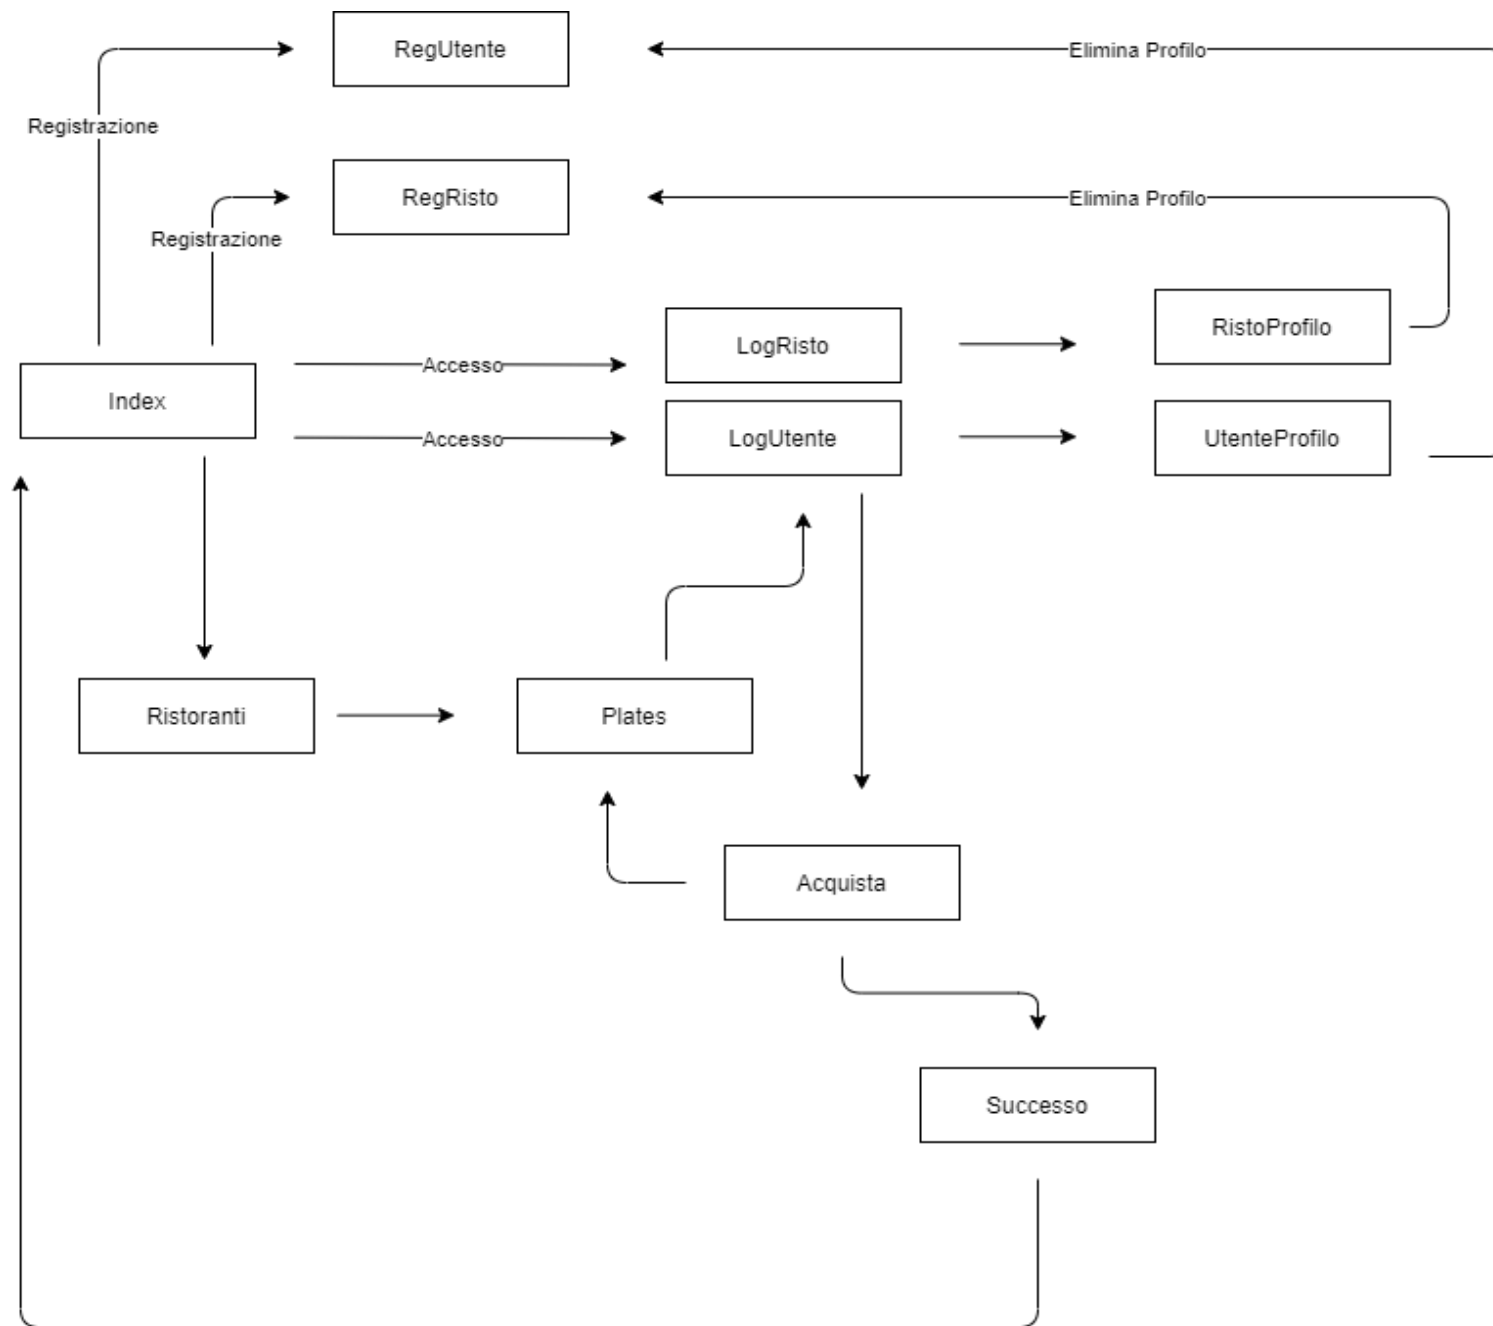 RegUtente
Elimina Profilo
Registrazione
RegRisto
Elimina Profilo
Registrazione
RistoProfilo
LogRisto
Accesso
Index
Accesso
LogUtente
UtenteProfilo
Ristoranti
Plates
Acquista
Successo